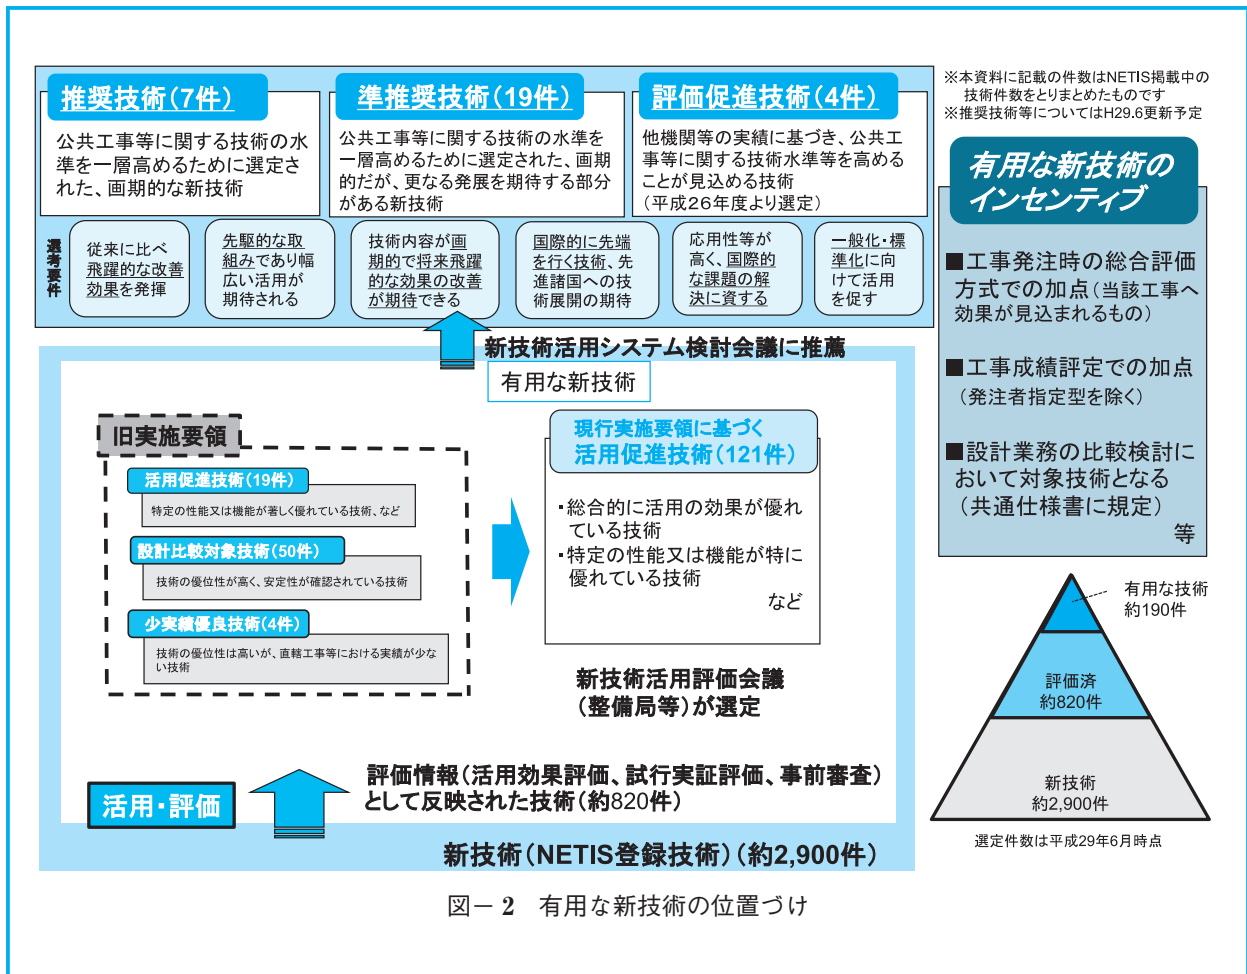 推奨技術(7件)
公共工事等に関する技術の水
準を一層高めるために選定さ
れた、画期的な新技術
準推奨技術(19件)
公共工事等に関する技術の水準を
一層高めるために選定された、画期
的だが、更なる発展を期待する部分
がある新技術
評価促進技術(4件)
他機関等の実績に基づき、公共工
事等に関する技術水準等を高める
ことが見込める技術
(平成26年度より選定)
選考要件
従来に比べ
飛躍的な改善
効果を発揮
先駆的な取
組みであり幅
広い活用が
期待される
技術内容が画
期的で将来飛躍
的な効果の改善
が期待できる
国際的に先端
を行く技術、先
進諸国への技
術展開の期待
応用性等が
高く、国際的
な課題の解
決に資する
一般化・標
準化に向
けて活用
を促す
※本資料に記載の件数はNETIS掲載中の
技術件数をとりまとめたものです
※推奨技術等についてはH29.6更新予定
有用な新技術の
インセンティブ
■工事発注時の総合評価
方式での加点(当該工事へ
効果が見込まれるもの)
■工事成績評定での加点
(発注者指定型を除く)
■設計業務の比較検討に
おいて対象技術となる
(共通仕様書に規定)
等
新技術活用システム検討会議に推薦
有用な新技術
旧実施要領
活用促進技術(19件)
特定の性能又は機能が著しく優れている技術、など
設計比較対象技術(50件)
技術の優位性が高く、安定性が確認されている技術
少実績優良技術(4件)
技術の優位性は高いが、直轄工事等における実績が少な
い技術
現行実施要領に基づく
活用促進技術(121件)
・総合的に活用の効果が優れ
ている技術
・特定の性能又は機能が特に
優れている技術
など
新技術活用評価会議
(整備局等)が選定
活用・評価
評価情報(活用効果評価、試行実証評価、事前審査)
として反映された技術(約820件)
新技術(NETIS登録技術)(約2,900件)
有用な技術
約190件
評価済
約820件
新技術
約2,900件
選定件数は平成29年6月時点
図－2 有用な新技術の位置づけ